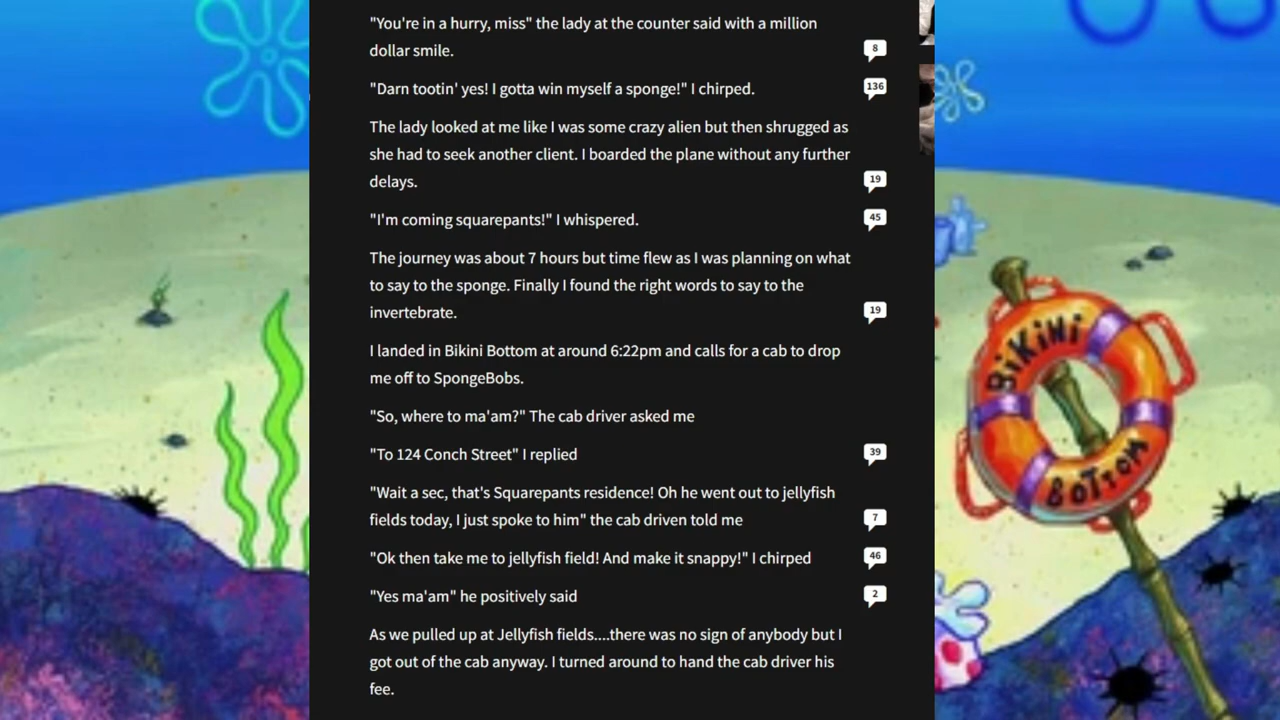 "You're in a hurry, miss" the lady at the counter said with a million
dollar smile.
8
"Darn tootin' yes! I gotta win myself a sponge!" I chirped.
136
The lady looked at me like I was some crazy alien but then shrugged as
she had to seek another client. I boarded the plane without any further
delays.
19
"I'm coming squarepants!" I whispered.
45
The journey was about 7 hours but time flew as I was planning on what
to say to the sponge. Finally I found the right words to say to the
invertebrate.
19
I landed in Bikini Bottom at around 6:22pm and calls for a cab to drop
me off to SpongeBobs.
"So, where to ma'am?" The cab driver asked me
"To 124 Conch Street" I replied
39
"Wait a sec, that's Squarepants residence! Oh he went out to jellyfish
fields today, I just spoke to him" the cab driven told me
7
"Ok then take me to jellyfish field! And make it snappy!" I chirped
46
"Yes ma'am" he positively said
2
As we pulled up at Jellyfish fields....there was no sign of anybody but I
got out of the cab anyway. I turned around to hand the cab driver his
fee.
BIKINI
BOTTOM